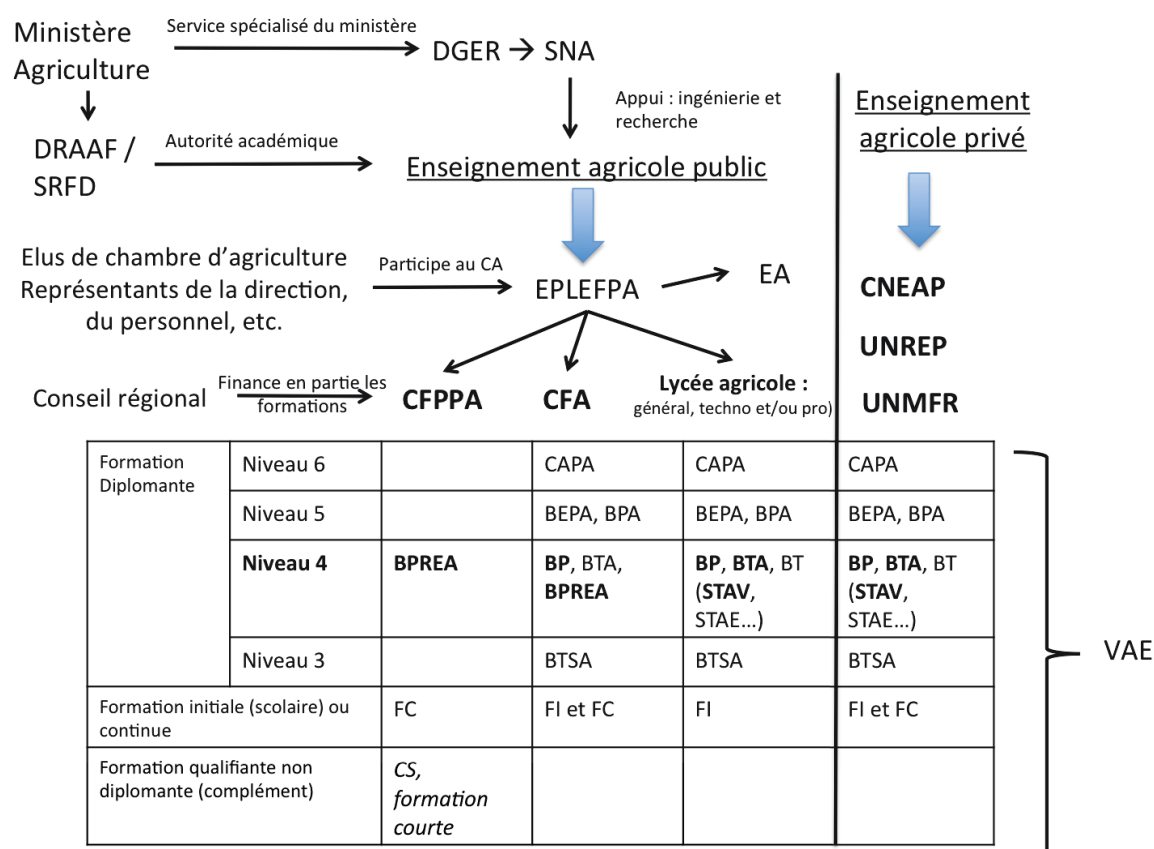 Ministère
Agriculture
Service spécialisé du ministère
DGER → SNA
Appui : ingénierie et
recherche
Enseignement
agricole privé
DRAAF /
SRFD
Autorité académique
Enseignement agricole public
Elus de chambre d'agriculture
Représentants de la direction,
du personnel, etc.
Participe au CA
EPLEFPA
EA
CNEAP
UNREP
UNMFR
Conseil régional
Finance en partie les
formations
CFPPA
CFA
Lycée agricole :
général, techno et/ou pro)
Formation
Diplomante
Niveau 6
CAPA
CAPA
CAPA
Niveau 5
BEPA, BPA
BEPA, BPA
BEPA, BPA
Niveau 4
BPREA
BP, BTA,
BPREA
BP, BTA, BT
(STAV,
STAE…)
BP, BTA, BT
(STAV,
STAE…)
Niveau 3
BTSA
BTSA
BTSA
Formation initiale (scolaire) ou
continue
FC
FI et FC
FI
FI et FC
Formation qualifiante non
diplomante (complément)
CS,
formation
courte
VAE